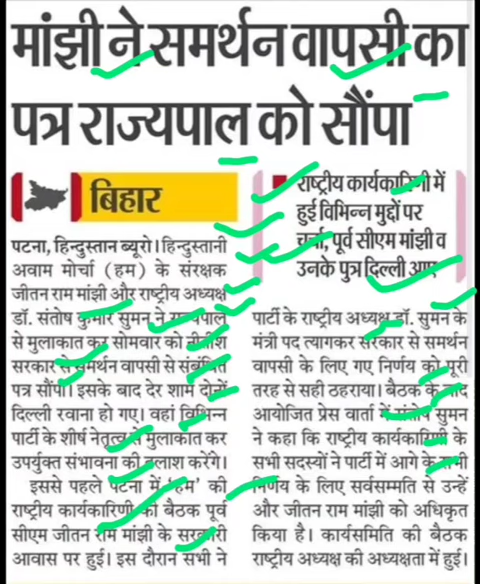 मांझी ने समर्थन वापसी का
पत्र राज्यपाल को सौंपा
बिहार
पटना, हिन्दुस्तान ब्यूरो। हिन्दुस्तानी
अवाम मोर्चा (हम) के संरक्षक
जीतन राम मांझी और राष्ट्रीय अध्यक्ष
डॉ. संतोष कुमार सुमन ने राज्यपाल
से मुलाकात कर सोमवार को नीतीश
सरकार से समर्थन वापसी से संबंधित
पत्र सौंपा। इसके बाद देर शाम दोनों
दिल्ली रवाना हो गए। वहां विभिन्न
पार्टी के शीर्ष नेतृत्व से मुलाकात कर
उपर्युक्त संभावना की तलाश करेंगे।
इससे पहले पटना में 'हम' की
राष्ट्रीय कार्यकारिणी की बैठक पूर्व
सीएम जीतन राम मांझी के सरकारी
आवास पर हुई। इस दौरान सभी ने
राष्ट्रीय कार्यकारिणी में
हुई विभिन्न मुद्दों पर
चर्चा, पूर्व सीएम मांझी व
उनके पुत्र दिल्ली आए
पार्टी के राष्ट्रीय अध्यक्ष डॉ. सुमन के
मंत्री पद त्यागकर सरकार से समर्थन
वापसी के लिए गए निर्णय को पूरी
तरह से सही ठहराया। बैठक के बाद
आयोजित प्रेस वार्ता में संतोष सुमन
ने कहा कि राष्ट्रीय कार्यकारिणी के
सभी सदस्यों ने पार्टी में आगे के सभी
निर्णय के लिए सर्वसम्मति से उन्हें
और जीतन राम मांझी को अधिकृत
किया है। कार्यसमिति की बैठक
राष्ट्रीय अध्यक्ष की अध्यक्षता में हुई।